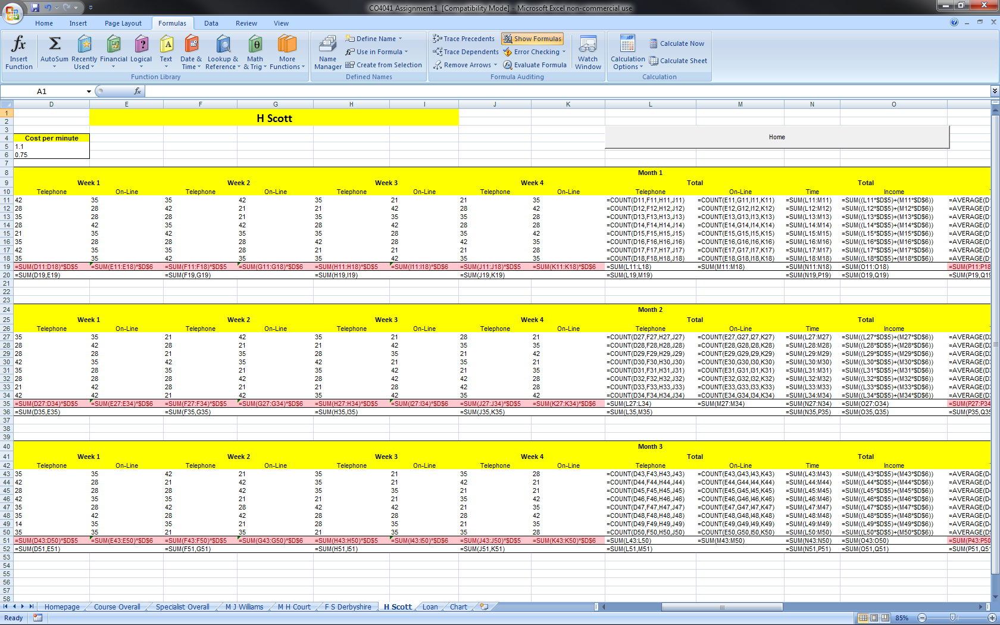 CO4041 Assignment 1 [Compatibility Mode] - Microsoft Excel non-commercial use
Home Insert Page Layout Formulas Data Review View
Insert Function AutoSum Recently Used Financial Logical Text Date & Time Lookup & Reference Math & Trig More Functions
Function Library
Name Manager Define Name Use in Formula Create from Selection
Defined Names
Trace Precedents Show Formulas
Trace Dependents Error Checking
Remove Arrows Evaluate Formula
Watch Window
Formula Auditing
Calculation Options Calculate Now Calculate Sheet
Calculation
A1 fx
D E F G H I J K L M N O
1 H Scott
2
3
4 Cost per minute Home
5 1.1
6 0.75
7
8 Month 1
9 Week 1 Week 2 Week 3 Week 4 Total Total
10 Telephone On-Line Telephone On-Line Telephone On-Line Telephone On-Line Telephone On-Line Time Income
11 42 35 35 42 35 21 21 35 =COUNT(D11,F11,H11,J11) =COUNT(E11,G11,I11,K11) =SUM(L11:M11) =SUM((L11*$D$5)+(M11*$D$6)) =AVERAGE(D1
12 28 28 42 21 21 42 28 42 =COUNT(D12,F12,H12,J12) =COUNT(E12,G12,I12,K12) =SUM(L12:M12) =SUM((L12*$D$5)+(M12*$D$6)) =AVERAGE(D1
13 35 28 28 21 35 35 42 28 =COUNT(D13,F13,H13,J13) =COUNT(E13,G13,I13,K13) =SUM(L13:M13) =SUM((L13*$D$5)+(M13*$D$6)) =AVERAGE(D1
14 28 42 35 42 28 42 35 28 =COUNT(D14,F14,H14,J14) =COUNT(E14,G14,I14,K14) =SUM(L14:M14) =SUM((L14*$D$5)+(M14*$D$6)) =AVERAGE(D1
15 21 35 42 35 42 28 35 42 =COUNT(D15,F15,H15,J15) =COUNT(E15,G15,I15,K15) =SUM(L15:M15) =SUM((L15*$D$5)+(M15*$D$6)) =AVERAGE(D1
16 35 28 28 28 42 28 42 35 =COUNT(D16,F16,H16,J16) =COUNT(E16,G16,I16,K16) =SUM(L16:M16) =SUM((L16*$D$5)+(M16*$D$6)) =AVERAGE(D1
17 42 35 35 28 21 21 28 42 =COUNT(D17,F17,H17,J17) =COUNT(E17,G17,I17,K17) =SUM(L17:M17) =SUM((L17*$D$5)+(M17*$D$6)) =AVERAGE(D1
18 35 35 42 35 35 42 35 35 =COUNT(D18,F18,H18,J18) =COUNT(E18,G18,I18,K18) =SUM(L18:M18) =SUM((L18*$D$5)+(M18*$D$6)) =AVERAGE(D1
19 =SUM(D11:D18)*$D$5 =SUM(E11:E18)*$D$6 =SUM(F11:F18)*$D$5 =SUM(G11:G18)*$D$6 =SUM(H11:H18)*$D$5 =SUM(I11:I18)*$D$6 =SUM(J11:J18)*$D$5 =SUM(K11:K18)*$D$6 =SUM(L11:L18) =SUM(M11:M18) =SUM(N11:N18) =SUM(O11:O18) =SUM(P11:P18
20 =SUM(D19,E19) =SUM(F19,G19) =SUM(H19,I19) =SUM(J19,K19) =SUM(L19,M19) =SUM(N19,P19) =SUM(O19,Q19) =SUM(P19,Q19
21
22
23
24 Month 2
25 Week 1 Week 2 Week 3 Week 4 Total Total
26 Telephone On-Line Telephone On-Line Telephone On-Line Telephone On-Line Telephone On-Line Time Income
27 35 35 21 42 35 21 28 21 =COUNT(D27,F27,H27,J27) =COUNT(E27,G27,I27,K27) =SUM(L27:M27) =SUM((L27*$D$5)+(M27*$D$6)) =AVERAGE(D2
28 28 42 28 21 21 42 35 35 =COUNT(D28,F28,H28,J28) =COUNT(E28,G28,I28,K28) =SUM(L28:M28) =SUM((L28*$D$5)+(M28*$D$6)) =AVERAGE(D2
29 28 28 21 35 28 35 21 42 =COUNT(D29,F29,H29,J29) =COUNT(E29,G29,I29,K29) =SUM(L29:M29) =SUM((L29*$D$5)+(M29*$D$6)) =AVERAGE(D2
30 42 35 42 35 42 21 35 21 =COUNT(D30,F30,H30,J30) =COUNT(E30,G30,I30,K30) =SUM(L30:M30) =SUM((L30*$D$5)+(M30*$D$6)) =AVERAGE(D3
31 35 28 35 21 35 42 21 35 =COUNT(D31,F31,H31,J31) =COUNT(E31,G31,I31,K31) =SUM(L31:M31) =SUM((L31*$D$5)+(M31*$D$6)) =AVERAGE(D3
32 28 28 42 21 28 42 42 28 =COUNT(D32,F32,H32,J32) =COUNT(E32,G32,I32,K32) =SUM(L32:M32) =SUM((L32*$D$5)+(M32*$D$6)) =AVERAGE(D3
33 21 42 28 21 21 28 42 28 =COUNT(D33,F33,H33,J33) =COUNT(E33,G33,I33,K33) =SUM(L33:M33) =SUM((L33*$D$5)+(M33*$D$6)) =AVERAGE(D3
34 42 42 21 42 35 42 35 42 =COUNT(D34,F34,H34,J34) =COUNT(E34,G34,I34,K34) =SUM(L34:M34) =SUM((L34*$D$5)+(M34*$D$6)) =AVERAGE(D3
35 =SUM(D27:D34)*$D$5 =SUM(E27:E34)*$D$6 =SUM(F27:F34)*$D$5 =SUM(G27:G34)*$D$6 =SUM(H27:H34)*$D$5 =SUM(I27:I34)*$D$6 =SUM(J27:J34)*$D$5 =SUM(K27:K34)*$D$6 =SUM(L27:L34) =SUM(M27:M34) =SUM(N27:N34) =SUM(O27:O34) =SUM(P27:P34
36 =SUM(D35,E35) =SUM(F35,G35) =SUM(H35,I35) =SUM(J35,K35) =SUM(L35,M35) =SUM(N35,P35) =SUM(O35,Q35) =SUM(P35,Q35
37
38
39
40 Month 3
41 Week 1 Week 2 Week 3 Week 4 Total Total
42 Telephone On-Line Telephone On-Line Telephone On-Line Telephone On-Line Telephone On-Line Time Income
43 35 35 42 21 35 21 35 28 =COUNT(D43,F43,H43,J43) =COUNT(E43,G43,I43,K43) =SUM(L43:M43) =SUM((L43*$D$5)+(M43*$D$6)) =AVERAGE(D4
44 42 28 21 42 35 28 42 21 =COUNT(D44,F44,H44,J44) =COUNT(E44,G44,I44,K44) =SUM(L44:M44) =SUM((L44*$D$5)+(M44*$D$6)) =AVERAGE(D4
45 28 28 28 42 35 35 21 21 =COUNT(D45,F45,H45,J45) =COUNT(E45,G45,I45,K45) =SUM(L45:M45) =SUM((L45*$D$5)+(M45*$D$6)) =AVERAGE(D4
46 42 35 35 21 21 21 35 42 =COUNT(D46,F46,H46,J46) =COUNT(E46,G46,I46,K46) =SUM(L46:M46) =SUM((L46*$D$5)+(M46*$D$6)) =AVERAGE(D4
47 35 28 42 28 42 42 21 35 =COUNT(D47,F47,H47,J47) =COUNT(E47,G47,I47,K47) =SUM(L47:M47) =SUM((L47*$D$5)+(M47*$D$6)) =AVERAGE(D4
48 35 42 28 42 28 28 28 42 =COUNT(D48,F48,H48,J48) =COUNT(E48,G48,I48,K48) =SUM(L48:M48) =SUM((L48*$D$5)+(M48*$D$6)) =AVERAGE(D4
49 14 35 35 21 28 35 21 35 =COUNT(D49,F49,H49,J49) =COUNT(E49,G49,I49,K49) =SUM(L49:M49) =SUM((L49*$D$5)+(M49*$D$6)) =AVERAGE(D4
50 35 35 21 35 21 35 35 28 =COUNT(D50,F50,H50,J50) =COUNT(E50,G50,I50,K50) =SUM(L50:M50) =SUM((L50*$D$5)+(M50*$D$6)) =AVERAGE(D5
51 =SUM(D43:D50)*$D$5 =SUM(E43:E50)*$D$6 =SUM(F43:F50)*$D$5 =SUM(G43:G50)*$D$6 =SUM(H43:H50)*$D$5 =SUM(I43:I50)*$D$6 =SUM(J43:J50)*$D$5 =SUM(K43:K50)*$D$6 =SUM(L43:L50) =SUM(M43:M50) =SUM(N43:N50) =SUM(O43:O50) =SUM(P43:P50
52 =SUM(D51,E51) =SUM(F51,G51) =SUM(H51,I51) =SUM(J51,K51) =SUM(L51,M51) =SUM(N51,P51) =SUM(O51,Q51) =SUM(P51,Q51
53
54
55
56
57
58
Homepage Course Overall Specialist Overall M J Williams M H Court F S Derbyshire H Scott Loan Chart
Ready 85%